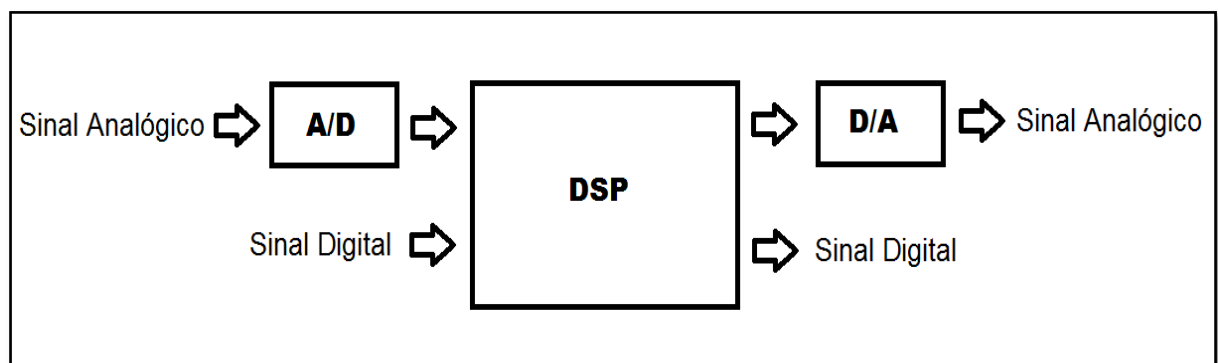 Sinal Analógico
A/D
D/A
Sinal Analógico
DSP
Sinal Digital
Sinal Digital